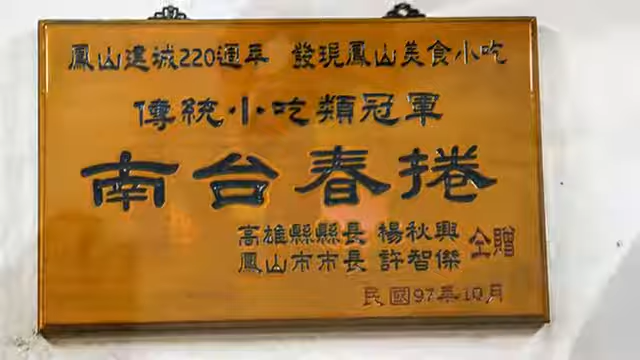 鳳山建城220週年 發現鳳山美食小吃
傳統小吃類冠軍
南台春捲
高雄縣縣長 楊秋興
鳳山市市長 許智傑
仝贈
民國97年10月